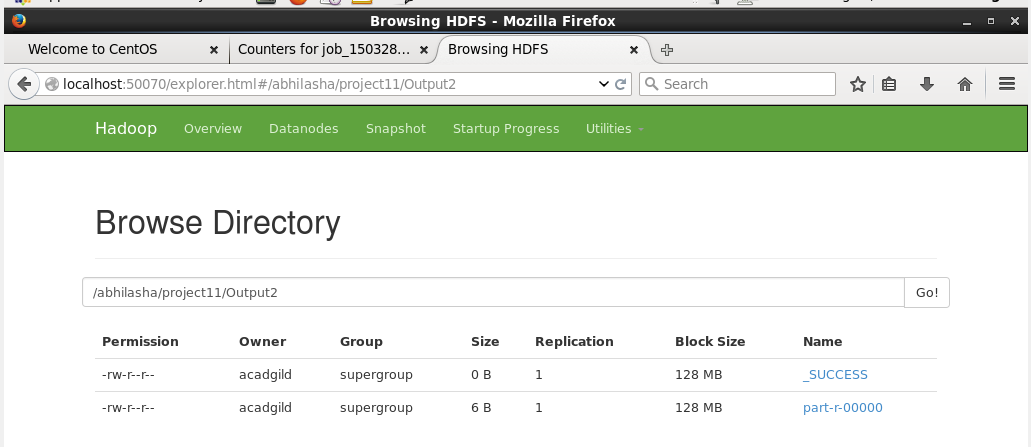 Browsing HDFS - Mozilla Firefox
Welcome to CentOS
Counters for job_150328...
Browsing HDFS
localhost:50070/explorer.html#/abhilasha/project11/Output2
Search
Hadoop Overview Datanodes Snapshot Startup Progress Utilities
Browse Directory
/abhilasha/project11/Output2 Go!
Permission Owner Group Size Replication Block Size Name
-rw-r--r-- acadgild supergroup 0 B 1 128 MB _SUCCESS
-rw-r--r-- acadgild supergroup 6 B 1 128 MB part-r-00000